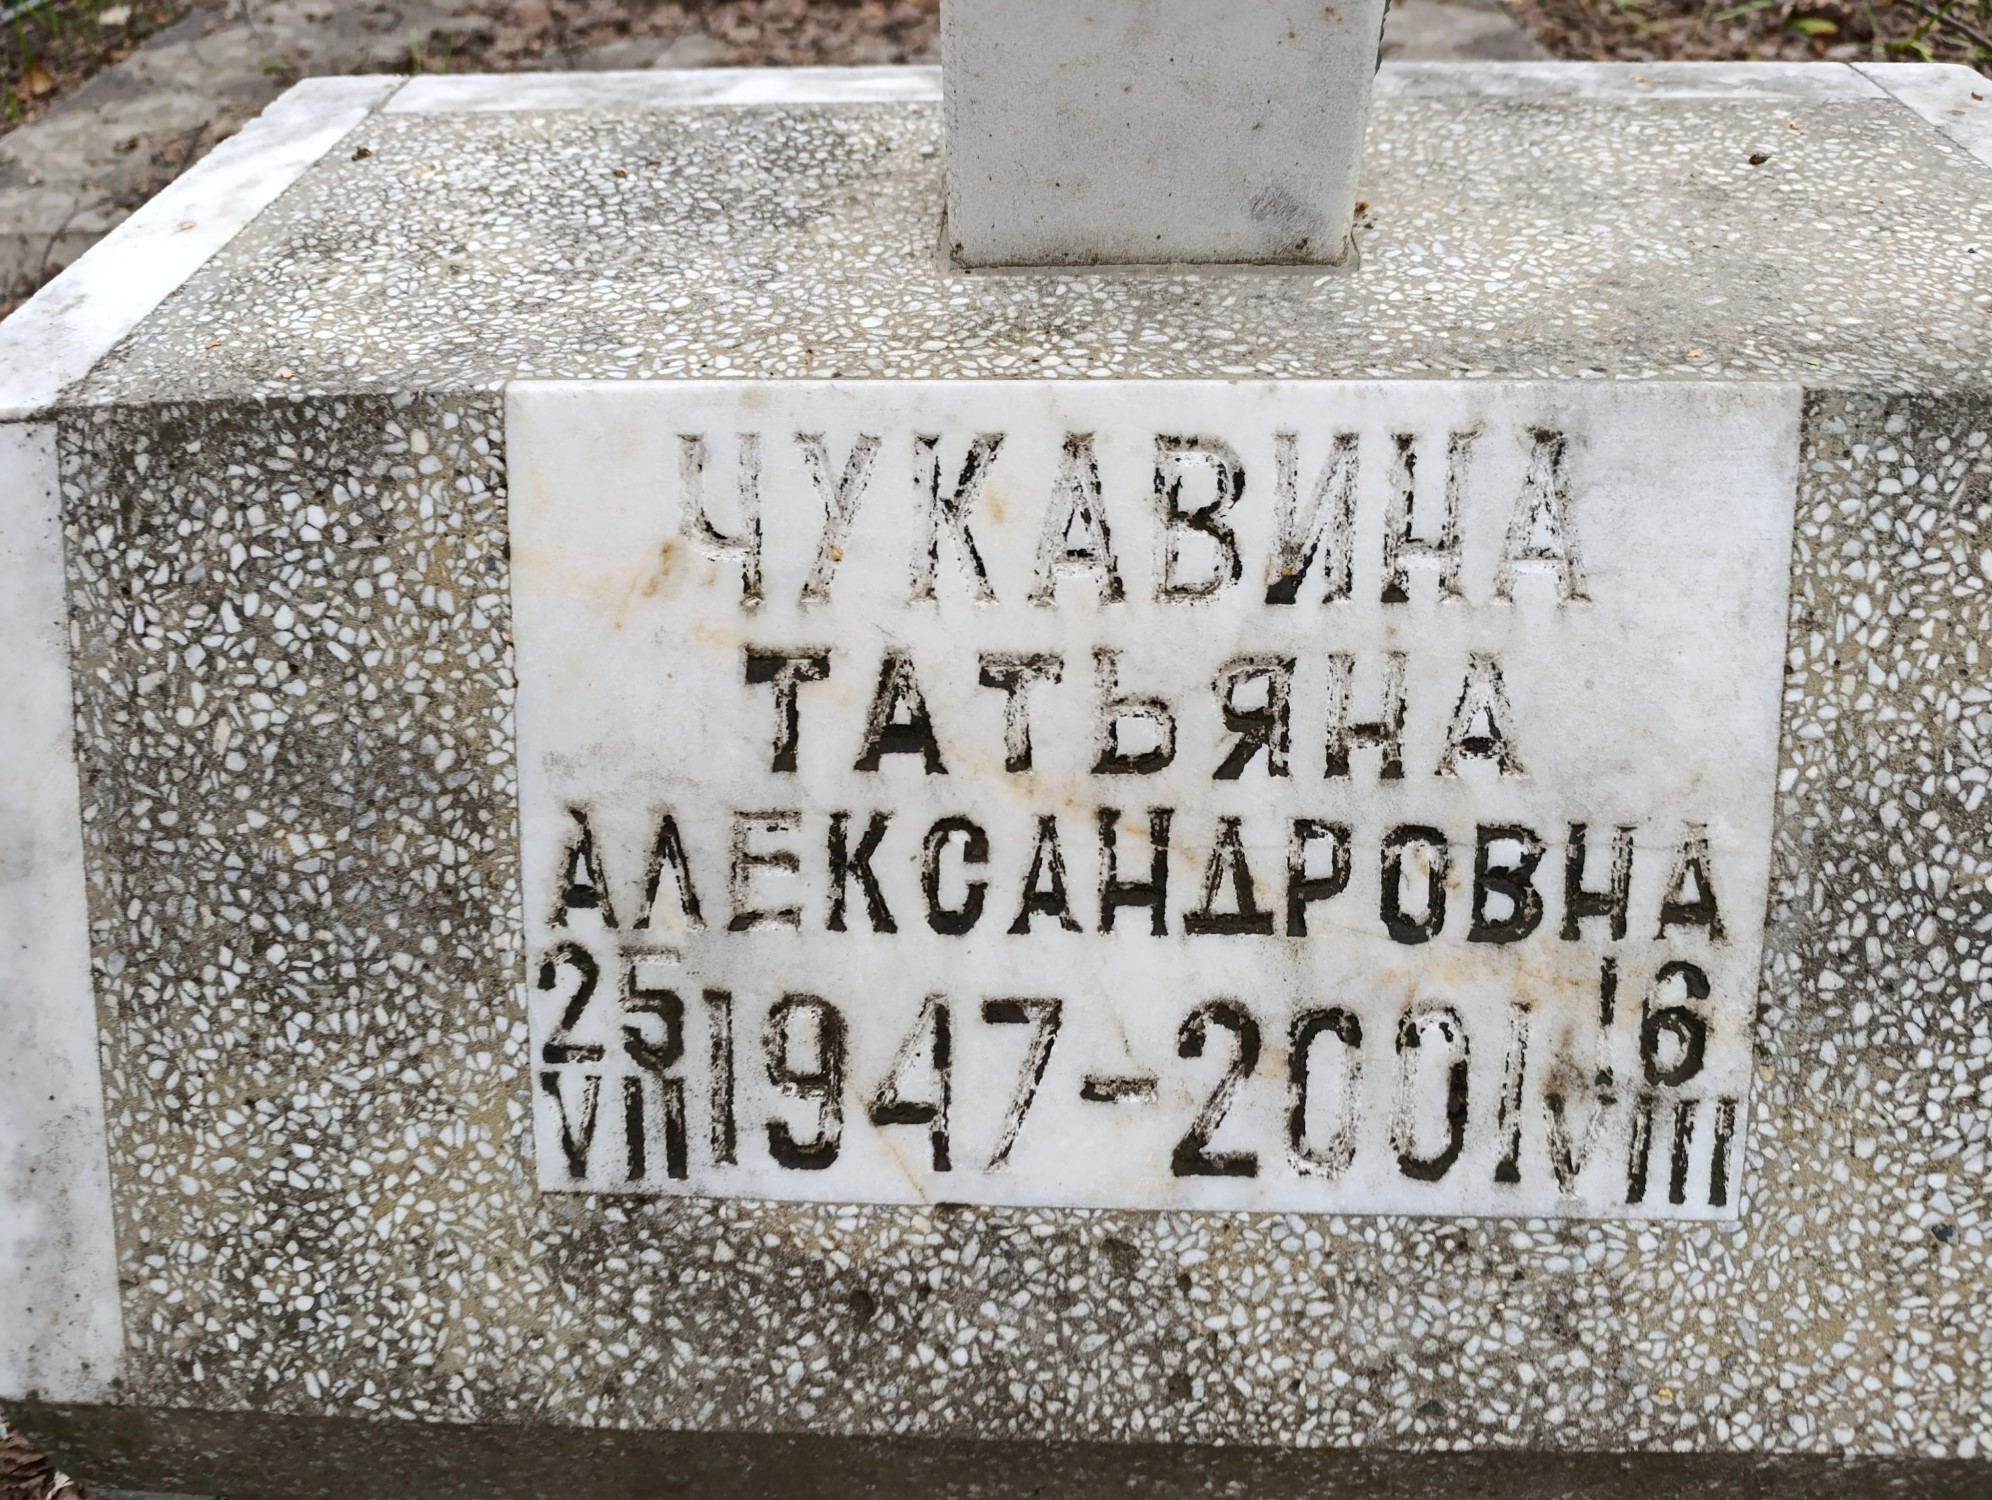 ЧУКАВИНА
ТАТЬЯНА
АЛЕКСАНДРОВНА
25 VII 1947-2001 16 VIII